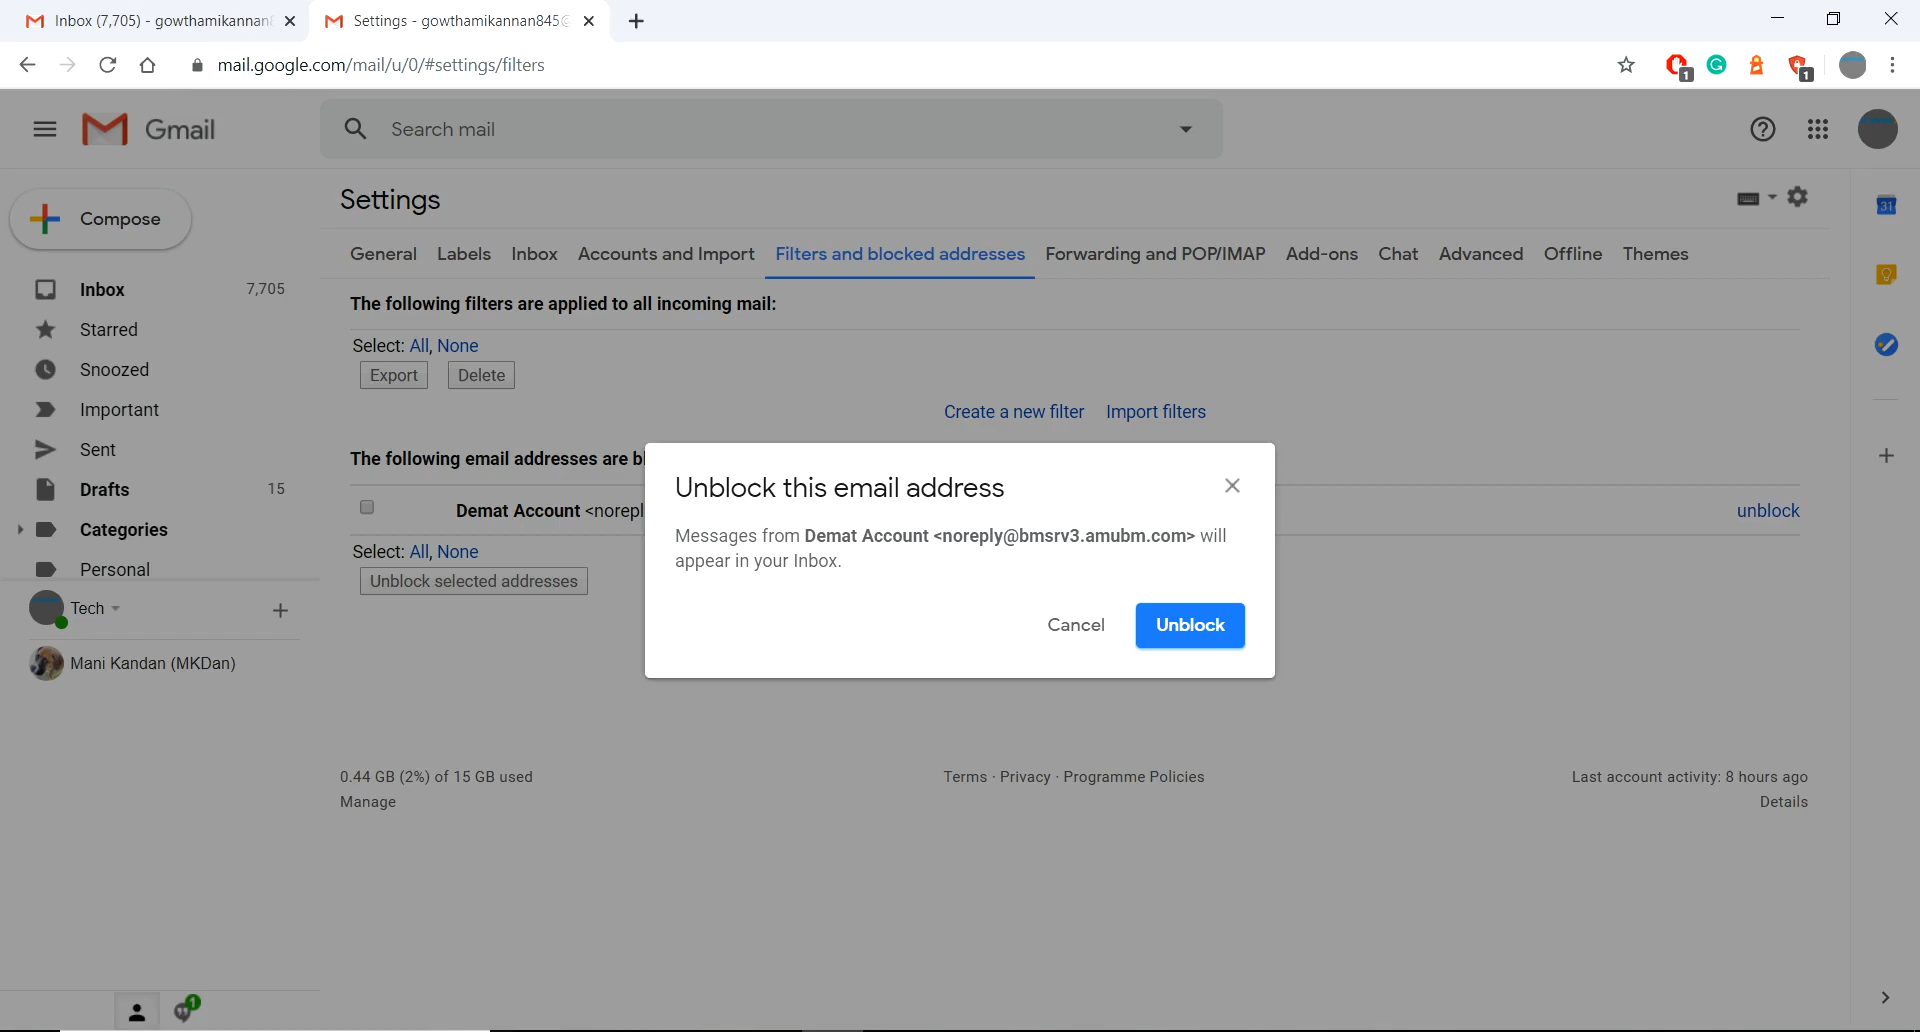 Inbox (7,705) - gowthamikannan
Settings - gowthamikannan845@
mail.google.com/mail/u/0/#settings/filters
1
1
Gmail
Search mail
Compose
Settings
31
General Labels Inbox Accounts and Import Filters and blocked addresses Forwarding and POP/IMAP Add-ons Chat Advanced Offline Themes
Inbox 7,705
Starred
Snoozed
Important
Sent
Drafts 15
Categories
Personal
Tech
Mani Kandan (MKDan)
1
The following filters are applied to all incoming mail:
Select: All, None
Export Delete
Create a new filter Import filters
The following email addresses are bl
Demat Account <norepl
unblock
Select: All, None
Unblock selected addresses
Unblock this email address
Messages from Demat Account <noreply@bmsrv3.amubm.com> will
appear in your Inbox.
Cancel Unblock
0.44 GB (2%) of 15 GB used
Manage
Terms · Privacy · Programme Policies
Last account activity: 8 hours ago
Details